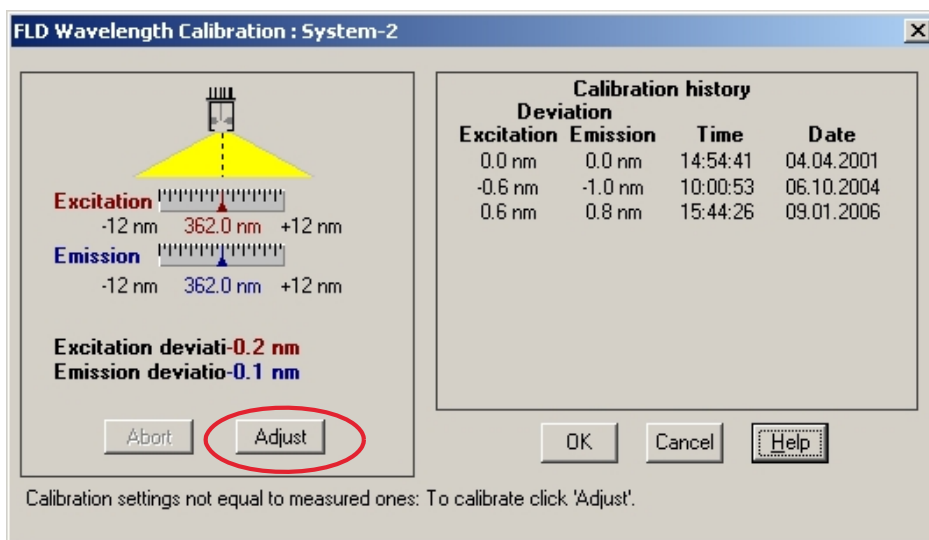 FLD Wavelength Calibration : System-2
Excitation
-12 nm 362.0 nm +12 nm
Emission
-12 nm 362.0 nm +12 nm
Excitation deviati-0.2 nm
Emission deviatio-0.1 nm
Abort Adjust
Calibration history
Deviation
Excitation Emission Time Date
0.0 nm 0.0 nm 14:54:41 04.04.2001
-0.6 nm -1.0 nm 10:00:53 06.10.2004
0.6 nm 0.8 nm 15:44:26 09.01.2006
OK Cancel Help
Calibration settings not equal to measured ones: To calibrate click 'Adjust'.